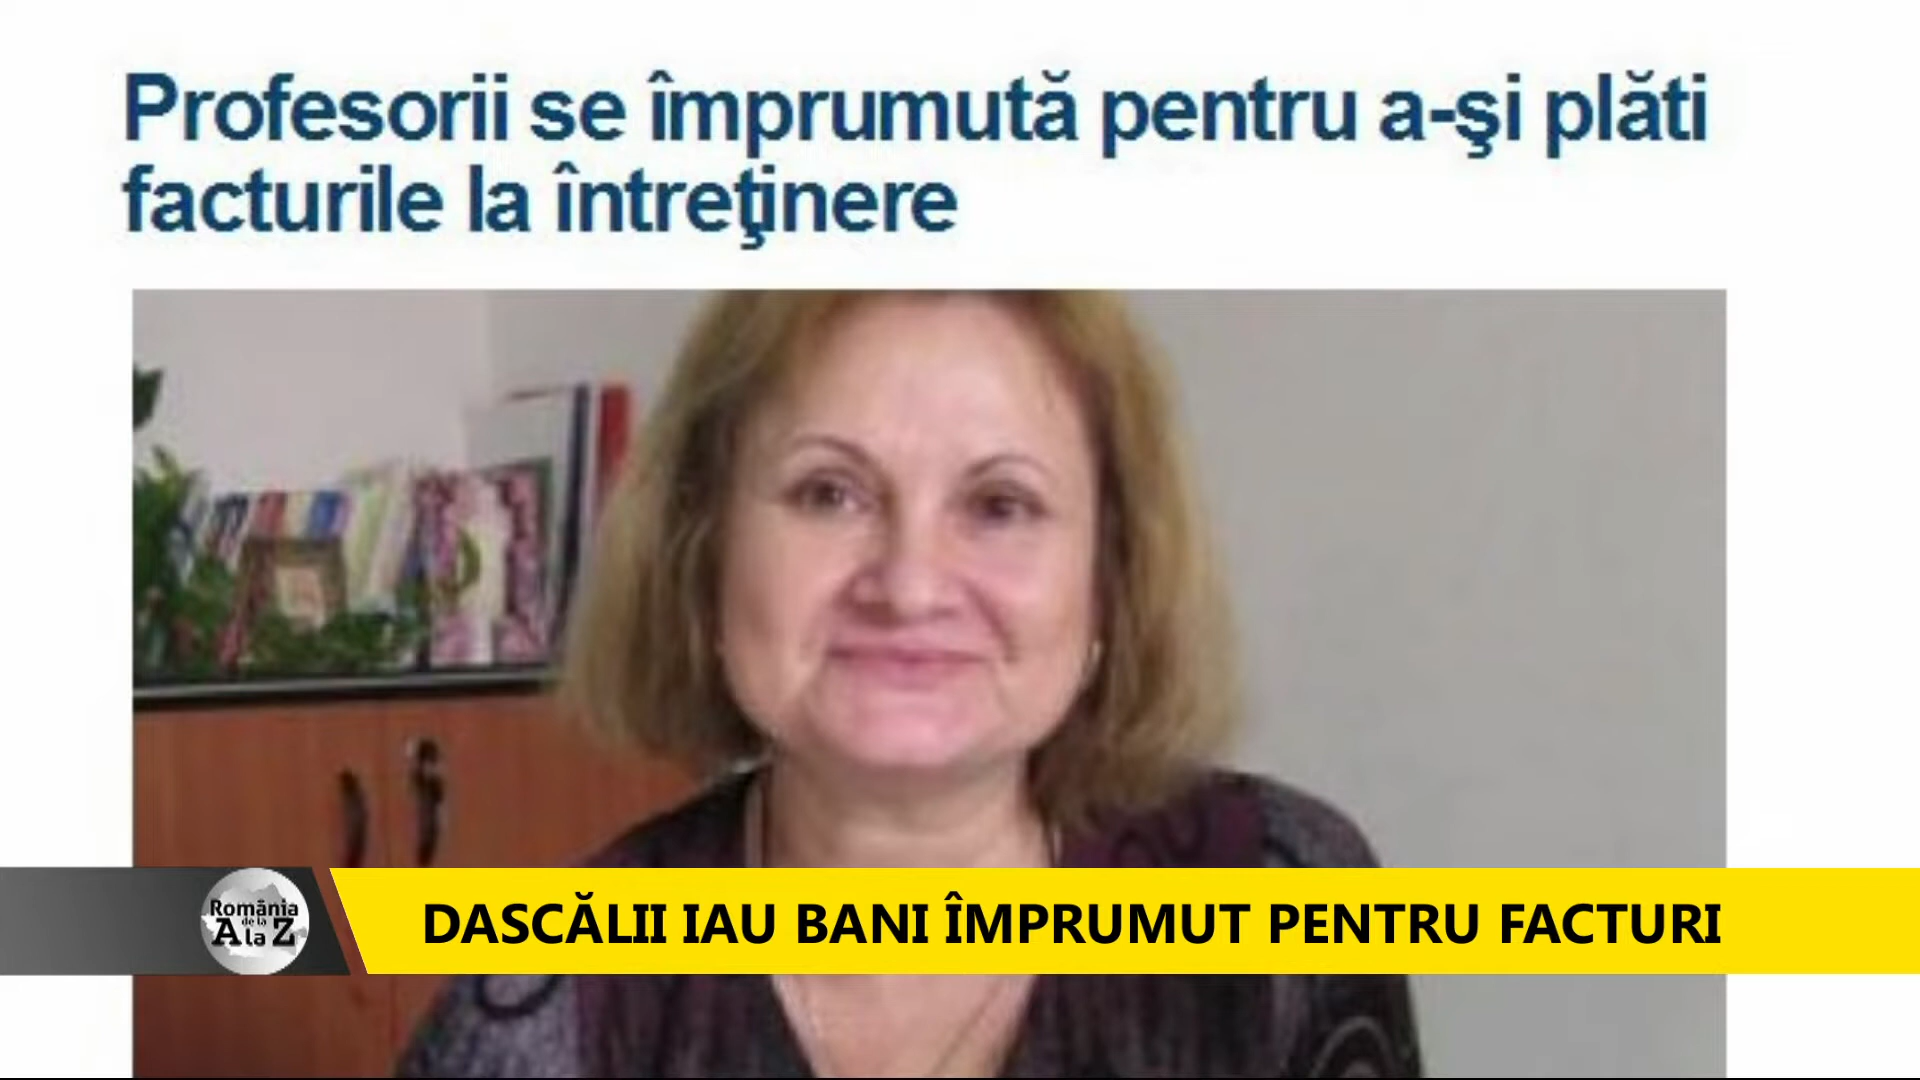 Profesorii se împrumută pentru a-şi plăti
facturile la întreţinere
România
de la
A la Z
DASCĂLII IAU BANI ÎMPRUMUT PENTRU FACTURI